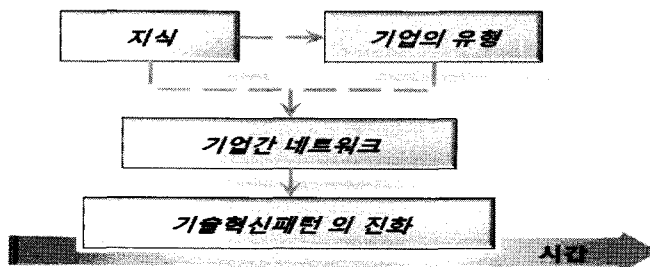 지식
기업의 유형
기업간 네트워크
기술혁신패턴 의 진화
시간